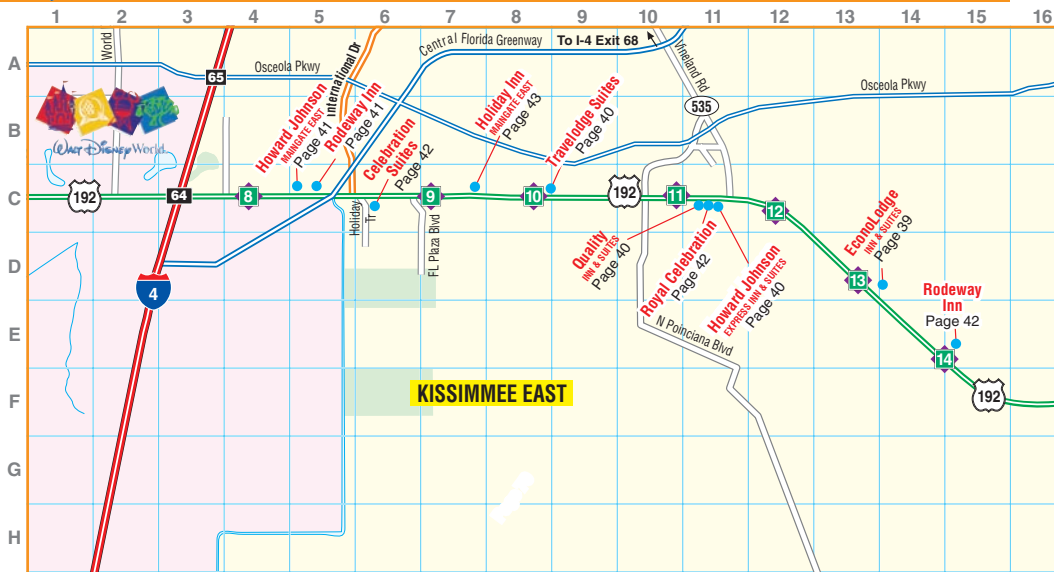 1 2 3 4 5 6 7 8 9 10 11 12 13 14 15 16
A
B
C
D
E
F
G
H
World
Osceola Pkwy
65
International Dr
Central Florida Greenway
To I-4 Exit 68
Vineland Rd
535
Osceola Pkwy
Walt Disney World
Howard Johnson
MAINGATE EAST
Page 41
Rodeway Inn
Page 41
Celebration
Suites
Page 42
Holiday Inn
MAINGATE EAST
Page 43
Travelodge Suites
Page 40
192
64
8
9
10
192
11
12
Holiday
Tr
FL Plaza Blvd
4
Quality
INN & SUITES
Page 40
Royal Celebration
Page 42
Howard Johnson
EXPRESS INN & SUITES
Page 40
EconoLodge
INN & SUITES
Page 39
13
Rodeway
Inn
Page 42
14
192
N Poinciana Blvd
KISSIMMEE EAST